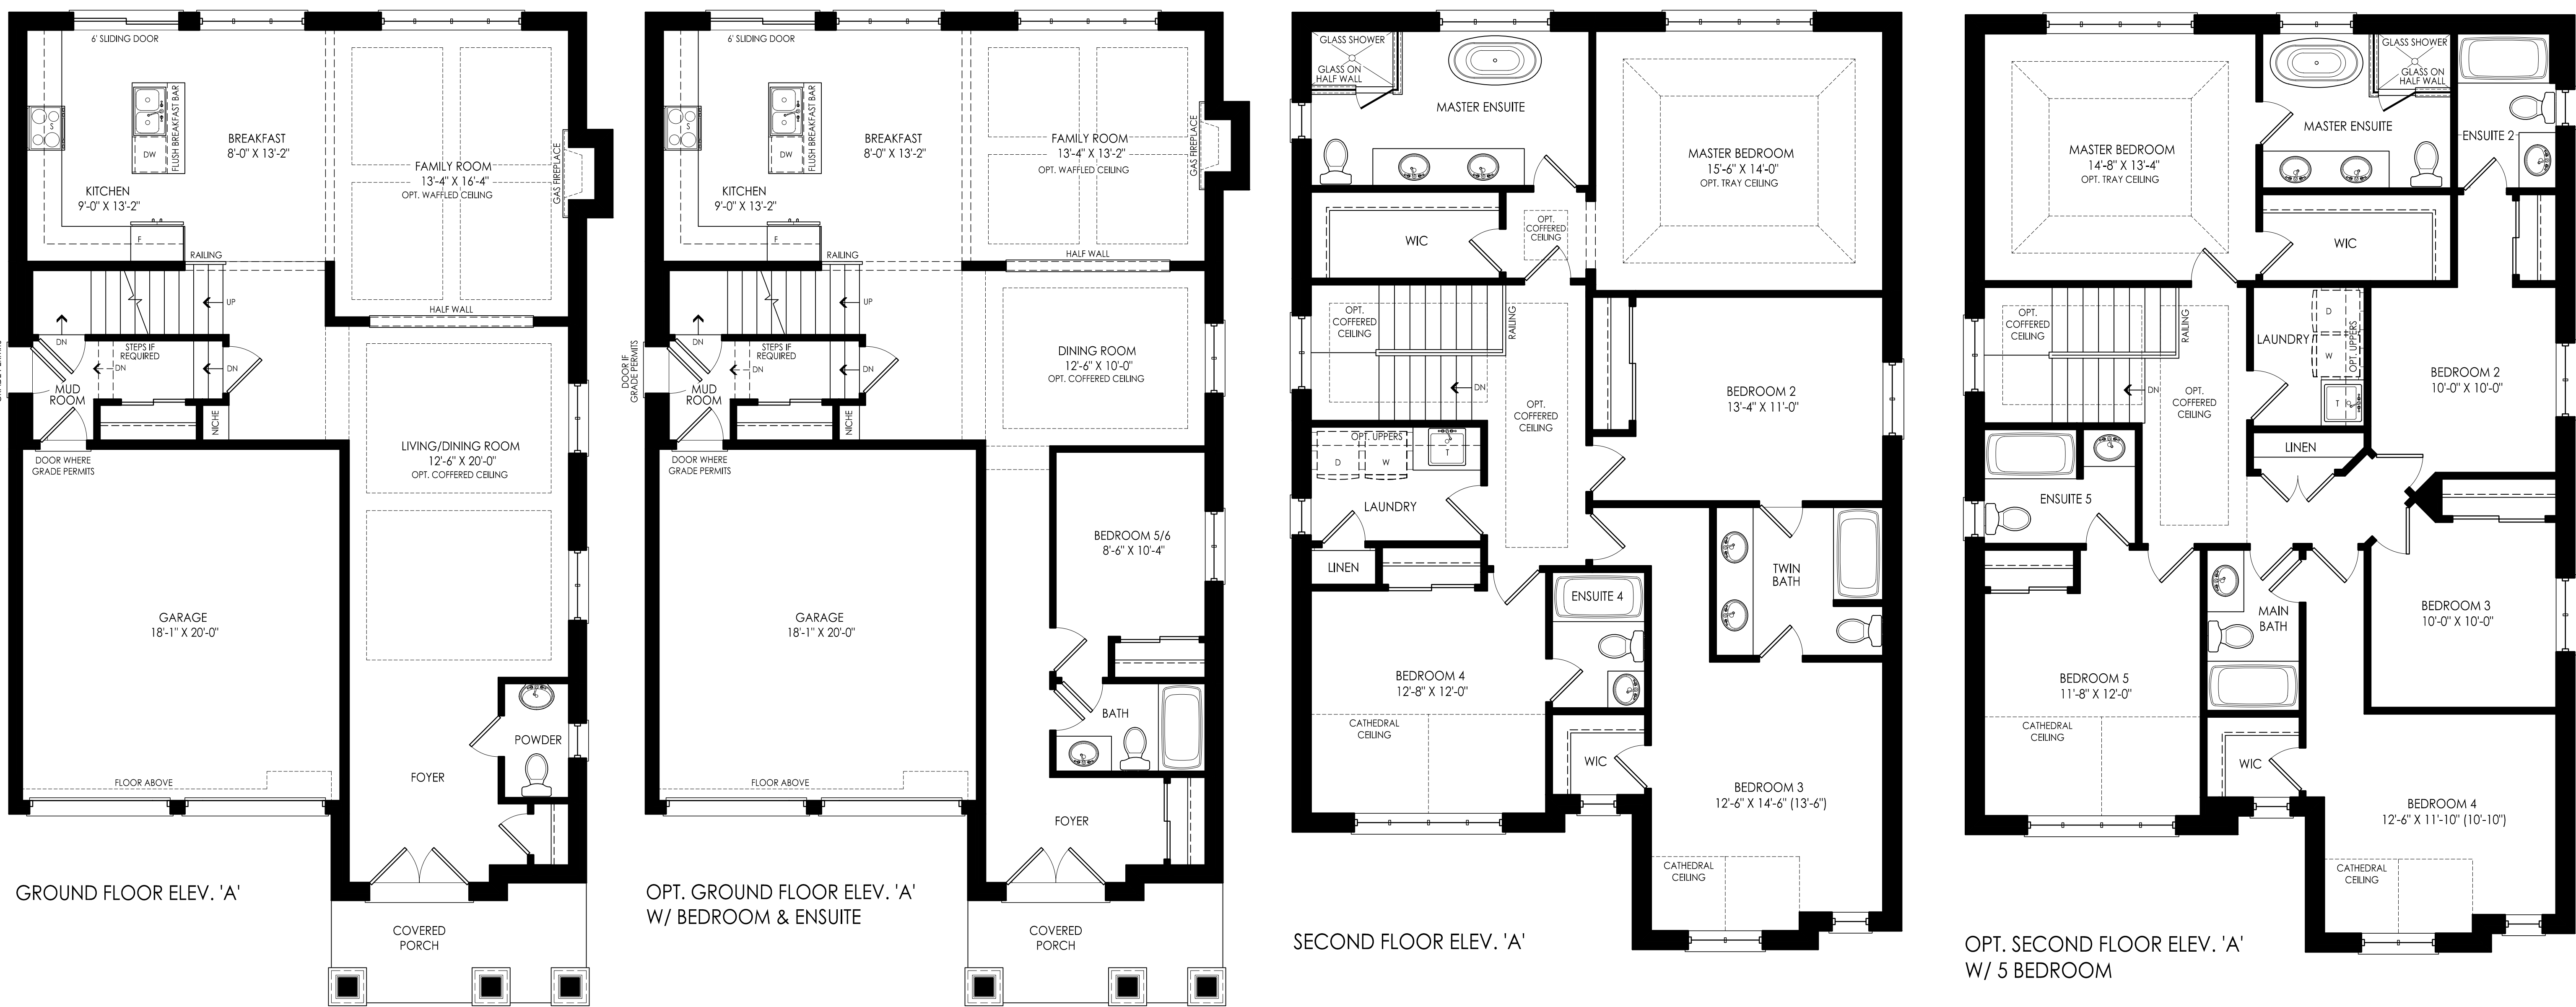 6' SLIDING DOOR
FLUSH BREAKFAST BAR
S
DW
BREAKFAST
8'-0" X 13'-2"
FAMILY ROOM
13'-4" X 16'-4"
OPT. WAFFLED CEILING
GAS FIREPLACE
KITCHEN
9'-0" X 13'-2"
F
RAILING
UP
HALF WALL
DN
STEPS IF
REQUIRED
DN
DN
MUD
ROOM
NICHE
DOOR WHERE
GRADE PERMITS
LIVING/DINING ROOM
12'-6" X 20'-0"
OPT. COFFERED CEILING
GARAGE
18'-1" X 20'-0"
POWDER
FLOOR ABOVE
FOYER
GROUND FLOOR ELEV. 'A'
COVERED
PORCH
6' SLIDING DOOR
FLUSH BREAKFAST BAR
S
DW
BREAKFAST
8'-0" X 13'-2"
FAMILY ROOM
13'-4" X 13'-2"
OPT. WAFFLED CEILING
GAS FIREPLACE
KITCHEN
9'-0" X 13'-2"
F
RAILING
HALF WALL
UP
DN
STEPS IF
REQUIRED
DN
DN
DOOR IF
GRADE PERMITS
MUD
ROOM
NICHE
DINING ROOM
12'-6" X 10'-0"
OPT. COFFERED CEILING
DOOR WHERE
GRADE PERMITS
BEDROOM 5/6
8'-6" X 10'-4"
GARAGE
18'-1" X 20'-0"
BATH
FLOOR ABOVE
FOYER
OPT. GROUND FLOOR ELEV. 'A'
W/ BEDROOM & ENSUITE
COVERED
PORCH
GLASS SHOWER
GLASS ON
HALF WALL
MASTER ENSUITE
MASTER BEDROOM
15'-6" X 14'-0"
OPT. TRAY CEILING
WIC
OPT.
COFFERED
CEILING
OPT.
COFFERED
CEILING
RAILING
DN
OPT.
COFFERED
CEILING
BEDROOM 2
13'-4" X 11'-0"
OPT. UPPERS
D
W
T
LAUNDRY
LINEN
ENSUITE 4
TWIN
BATH
BEDROOM 4
12'-8" X 12'-0"
CATHEDRAL
CEILING
WIC
BEDROOM 3
12'-6" X 14'-6" (13'-6")
CATHEDRAL
CEILING
SECOND FLOOR ELEV. 'A'
GLASS SHOWER
GLASS ON
HALF WALL
MASTER ENSUITE
ENSUITE 2
MASTER BEDROOM
14'-8" X 13'-4"
OPT. TRAY CEILING
WIC
OPT.
COFFERED
CEILING
RAILING
DN
OPT.
COFFERED
CEILING
LAUNDRY
D
W
OPT. UPPERS
T
BEDROOM 2
10'-0" X 10'-0"
LINEN
ENSUITE 5
MAIN
BATH
BEDROOM 3
10'-0" X 10'-0"
BEDROOM 5
11'-8" X 12'-0"
CATHEDRAL
CEILING
WIC
BEDROOM 4
12'-6" X 11'-10" (10'-10")
CATHEDRAL
CEILING
OPT. SECOND FLOOR ELEV. 'A'
W/ 5 BEDROOM